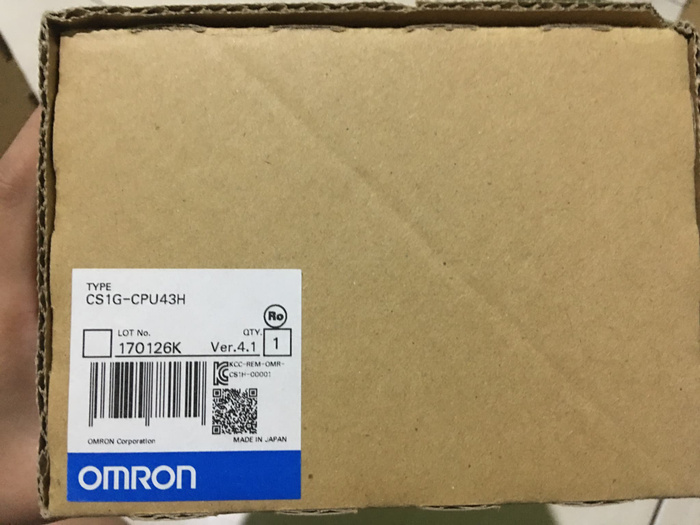 TYPE
CS1G-CPU43H
Ro
LOT No.
QTY.
170126K Ver.4.1 1
KCC-REM-OMR-
CS1H-00001
OMRON Corporation
MADE IN JAPAN
OMRON